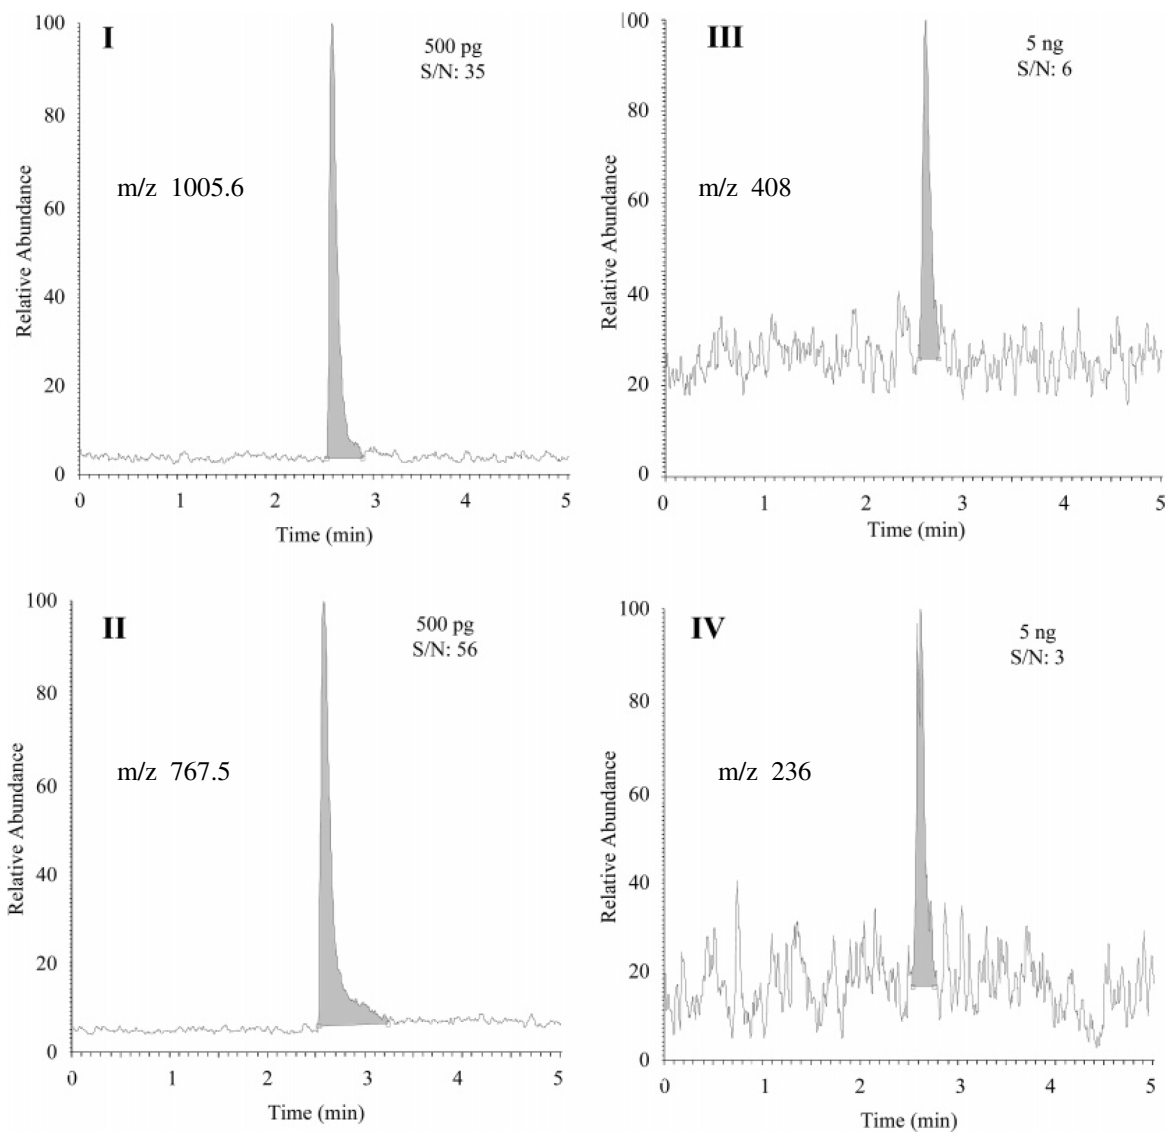 I
500 pg
S/N: 35
m/z 1005.6
Relative Abundance
100
80
60
40
20
0
0 1 2 3 4 5
Time (min)
III
5 ng
S/N: 6
m/z 408
Relative Abundance
100
80
60
40
20
0
0 1 2 3 4 5
Time (min)
II
500 pg
S/N: 56
m/z 767.5
Relative Abundance
100
80
60
40
20
0
0 1 2 3 4 5
Time (min)
IV
5 ng
S/N: 3
m/z 236
Relative Abundance
100
80
60
40
20
0
0 1 2 3 4 5
Time (min)